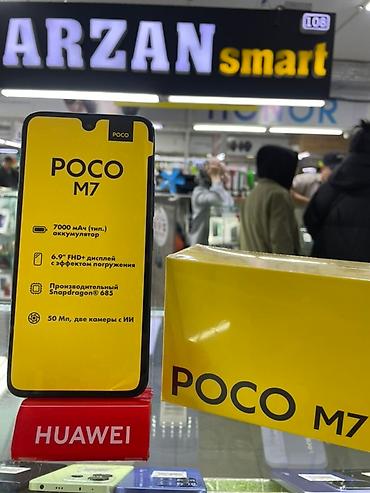 108
ARZAN smart
HONOR
POCO
POCO
M7
7000 мАч (тип.)
аккумулятор
6.9" FHD+ дисплей
с эффектом погружения
Производительный
Snapdragon® 685
50 Мп, две камеры с ИИ
POCO M7
HUAWEI